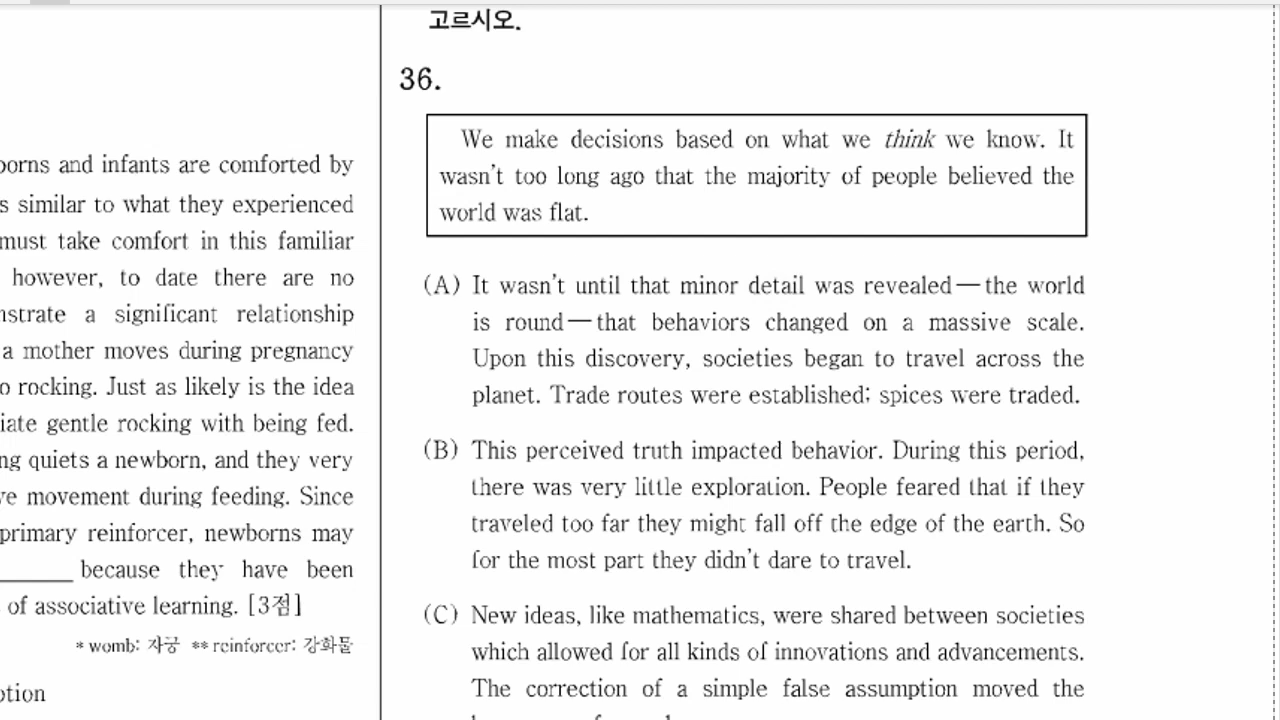 borns and infants are comforted by
s similar to what they experienced
must take comfort in this familiar
however, to date there are no
nstrate a significant relationship
a mother moves during pregnancy
o rocking. Just as likely is the idea
iate gentle rocking with being fed.
ng quiets a newborn, and they very
ve movement during feeding. Since
primary reinforcer, newborns may
because they have been
of associative learning. [3점]
* womb: 자궁 ** reinforcer: 강화물
ption
고르시오.
36.
We make decisions based on what we think we know. It
wasn't too long ago that the majority of people believed the
world was flat.
(A) It wasn't until that minor detail was revealed—the world
is round—that behaviors changed on a massive scale.
Upon this discovery, societies began to travel across the
planet. Trade routes were established; spices were traded.
(B) This perceived truth impacted behavior. During this period,
there was very little exploration. People feared that if they
traveled too far they might fall off the edge of the earth. So
for the most part they didn't dare to travel.
(C) New ideas, like mathematics, were shared between societies
which allowed for all kinds of innovations and advancements.
The correction of a simple false assumption moved the